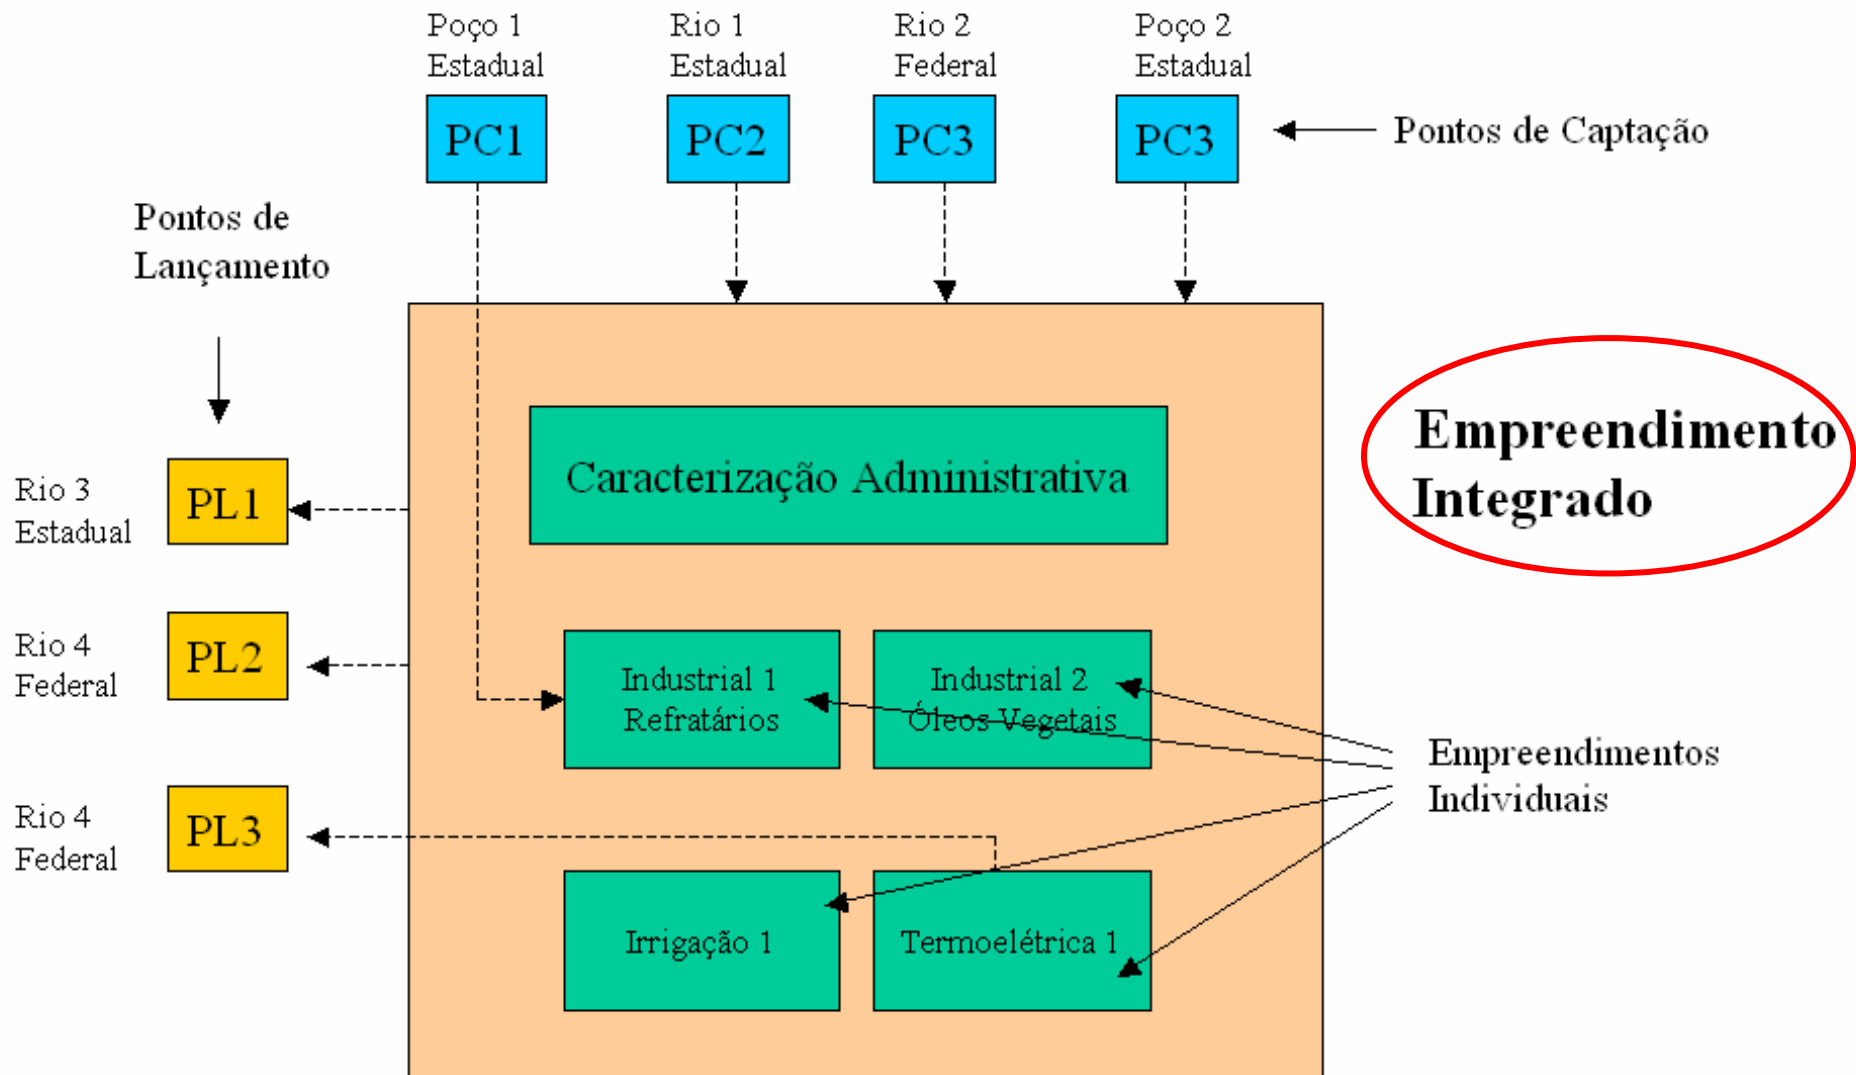 Poço 1
Estadual
Rio 1
Estadual
Rio 2
Federal
Poço 2
Estadual
PC1
PC2
PC3
PC3
Pontos de Captação
Pontos de
Lançamento
Empreendimento
Integrado
Caracterização Administrativa
Rio 3
Estadual
PL1
Rio 4
Federal
PL2
Industrial 1
Refratários
Industrial 2
Óleos Vegetais
Empreendimentos
Individuais
Rio 4
Federal
PL3
Irrigação 1
Termoelétrica 1